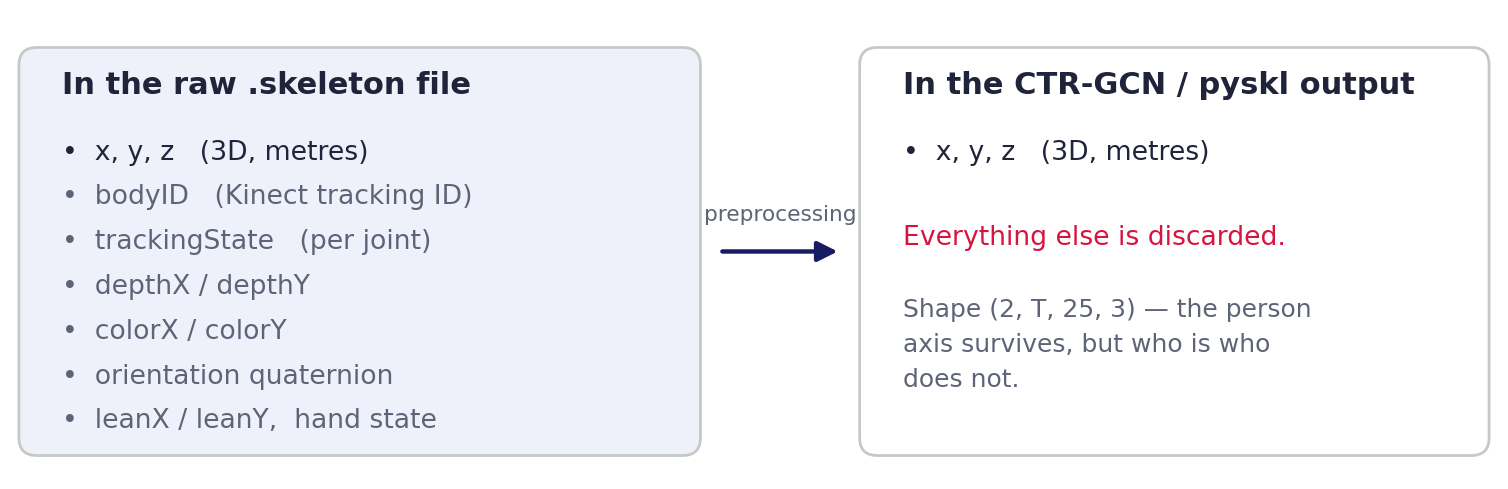 In the raw .skeleton file
• x, y, z (3D, metres)
• bodyID (Kinect tracking ID)
• trackingState (per joint)
• depthX / depthY
• colorX / colorY
• orientation quaternion
• leanX / leanY, hand state
preprocessing
In the CTR-GCN / pyskl output
• x, y, z (3D, metres)
Everything else is discarded.
Shape (2, T, 25, 3) — the person
axis survives, but who is who
does not.